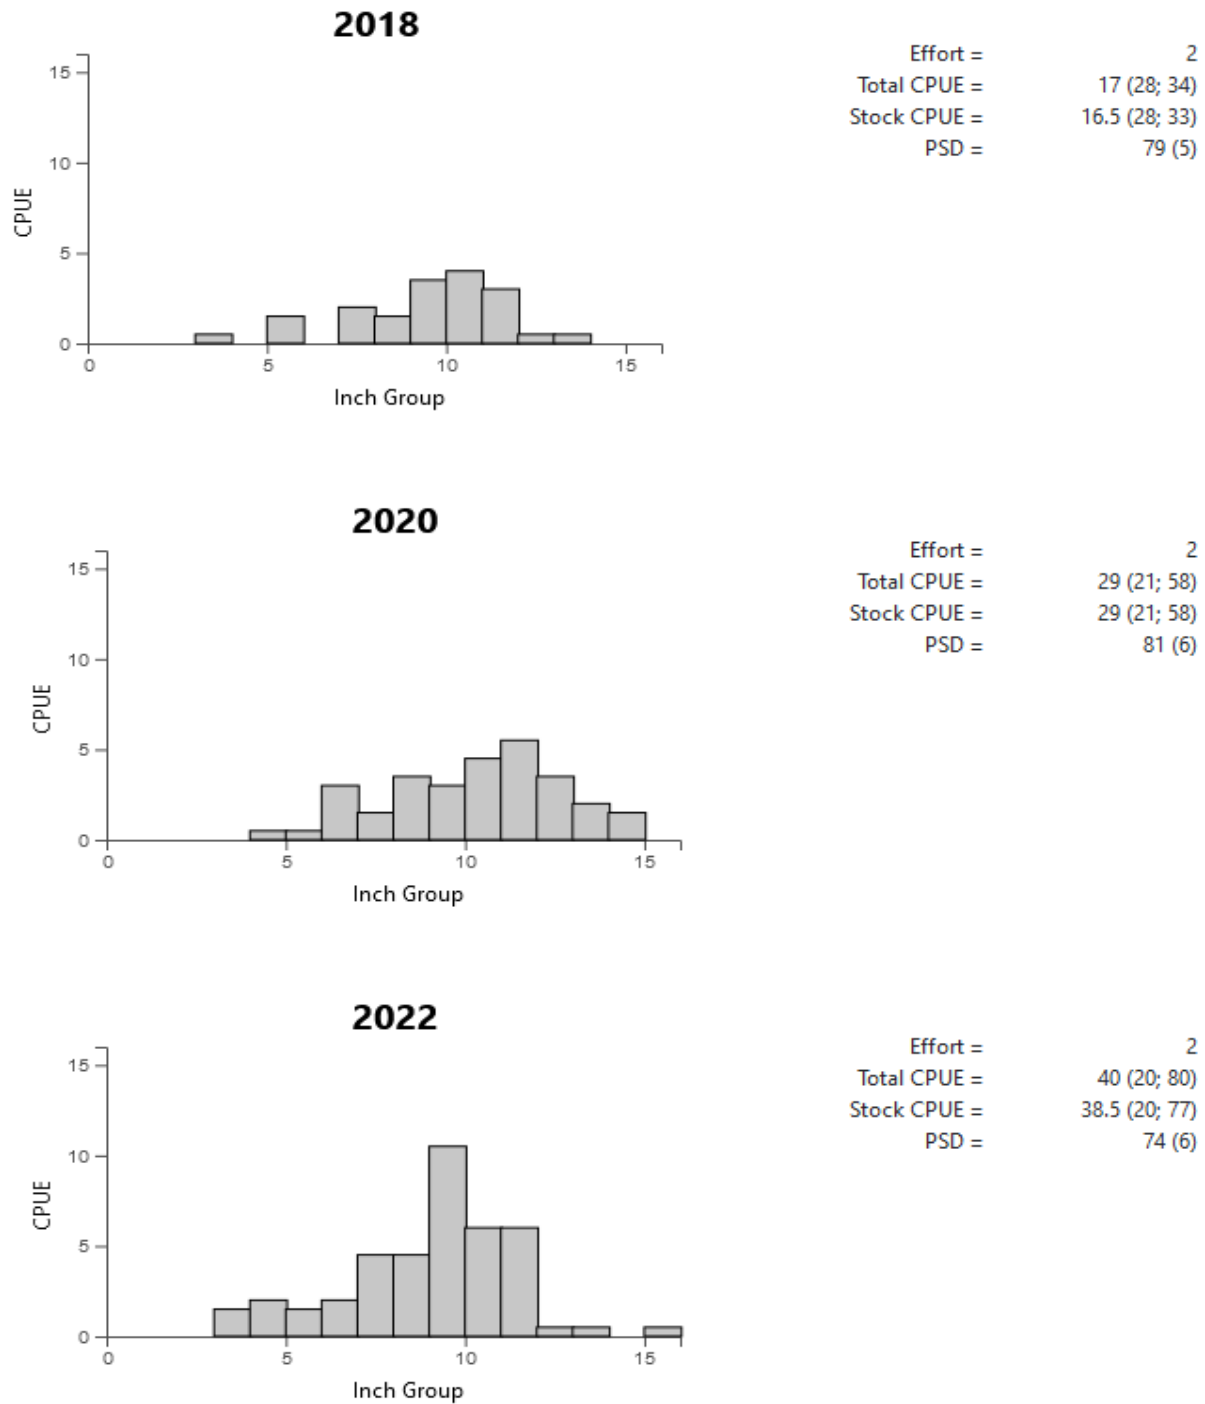 2018
Effort = 2
Total CPUE = 17 (28; 34)
Stock CPUE = 16.5 (28; 33)
PSD = 79 (5)
15
10
5
0
CPUE
0 5 10 15
Inch Group
2020
Effort = 2
Total CPUE = 29 (21; 58)
Stock CPUE = 29 (21; 58)
PSD = 81 (6)
15
10
5
0
CPUE
0 5 10 15
Inch Group
2022
Effort = 2
Total CPUE = 40 (20; 80)
Stock CPUE = 38.5 (20; 77)
PSD = 74 (6)
15
10
5
0
CPUE
0 5 10 15
Inch Group